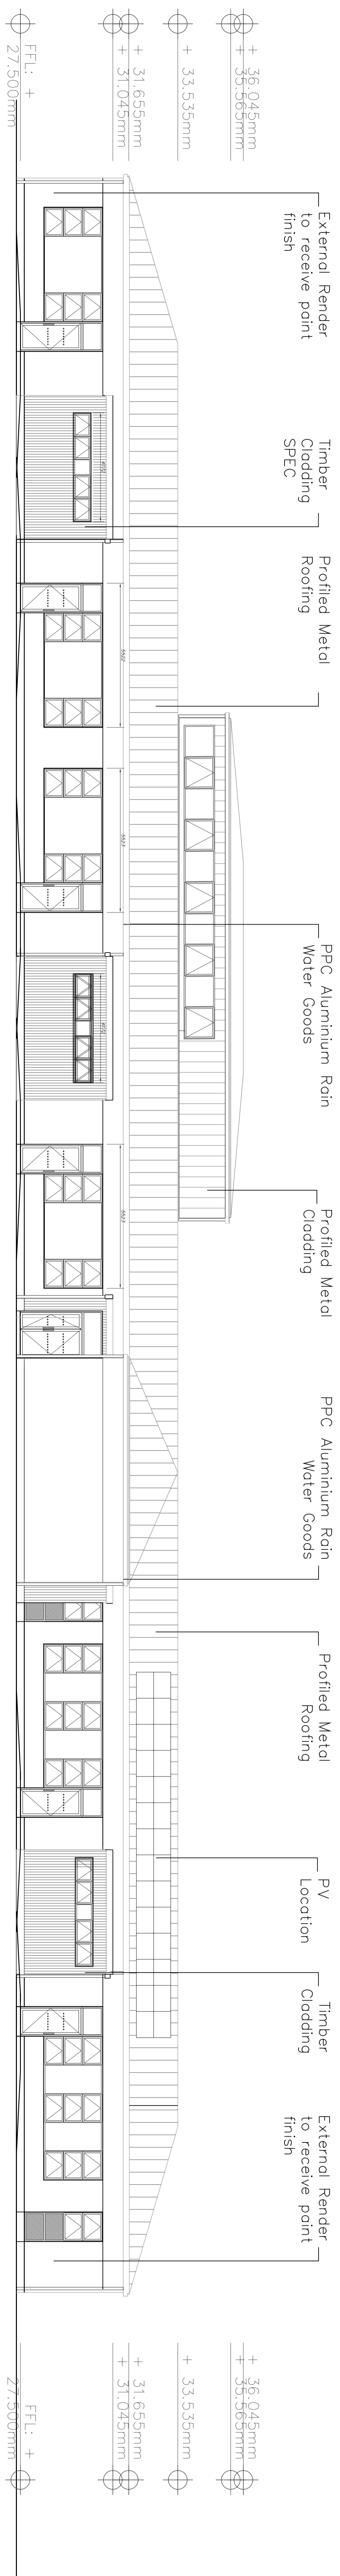 + 36.045mm
+ 35.565mm
+ 33.535mm
+ 31.655mm
+ 31.045mm
FFL: +
27.500mm
External Render
to receive paint
finish
Timber
Cladding
SPEC
Profiled Metal
Roofing
PPC Aluminium Rain
Water Goods
Profiled Metal
Cladding
PPC Aluminium Rain
Water Goods
Profiled Metal
Roofing
PV
Location
Timber
Cladding
External Render
to receive paint
finish
5522
5523
5523
+ 36.045mm
+ 35.565mm
+ 33.535mm
+ 31.655mm
+ 31.045mm
FFL: +
27.500mm